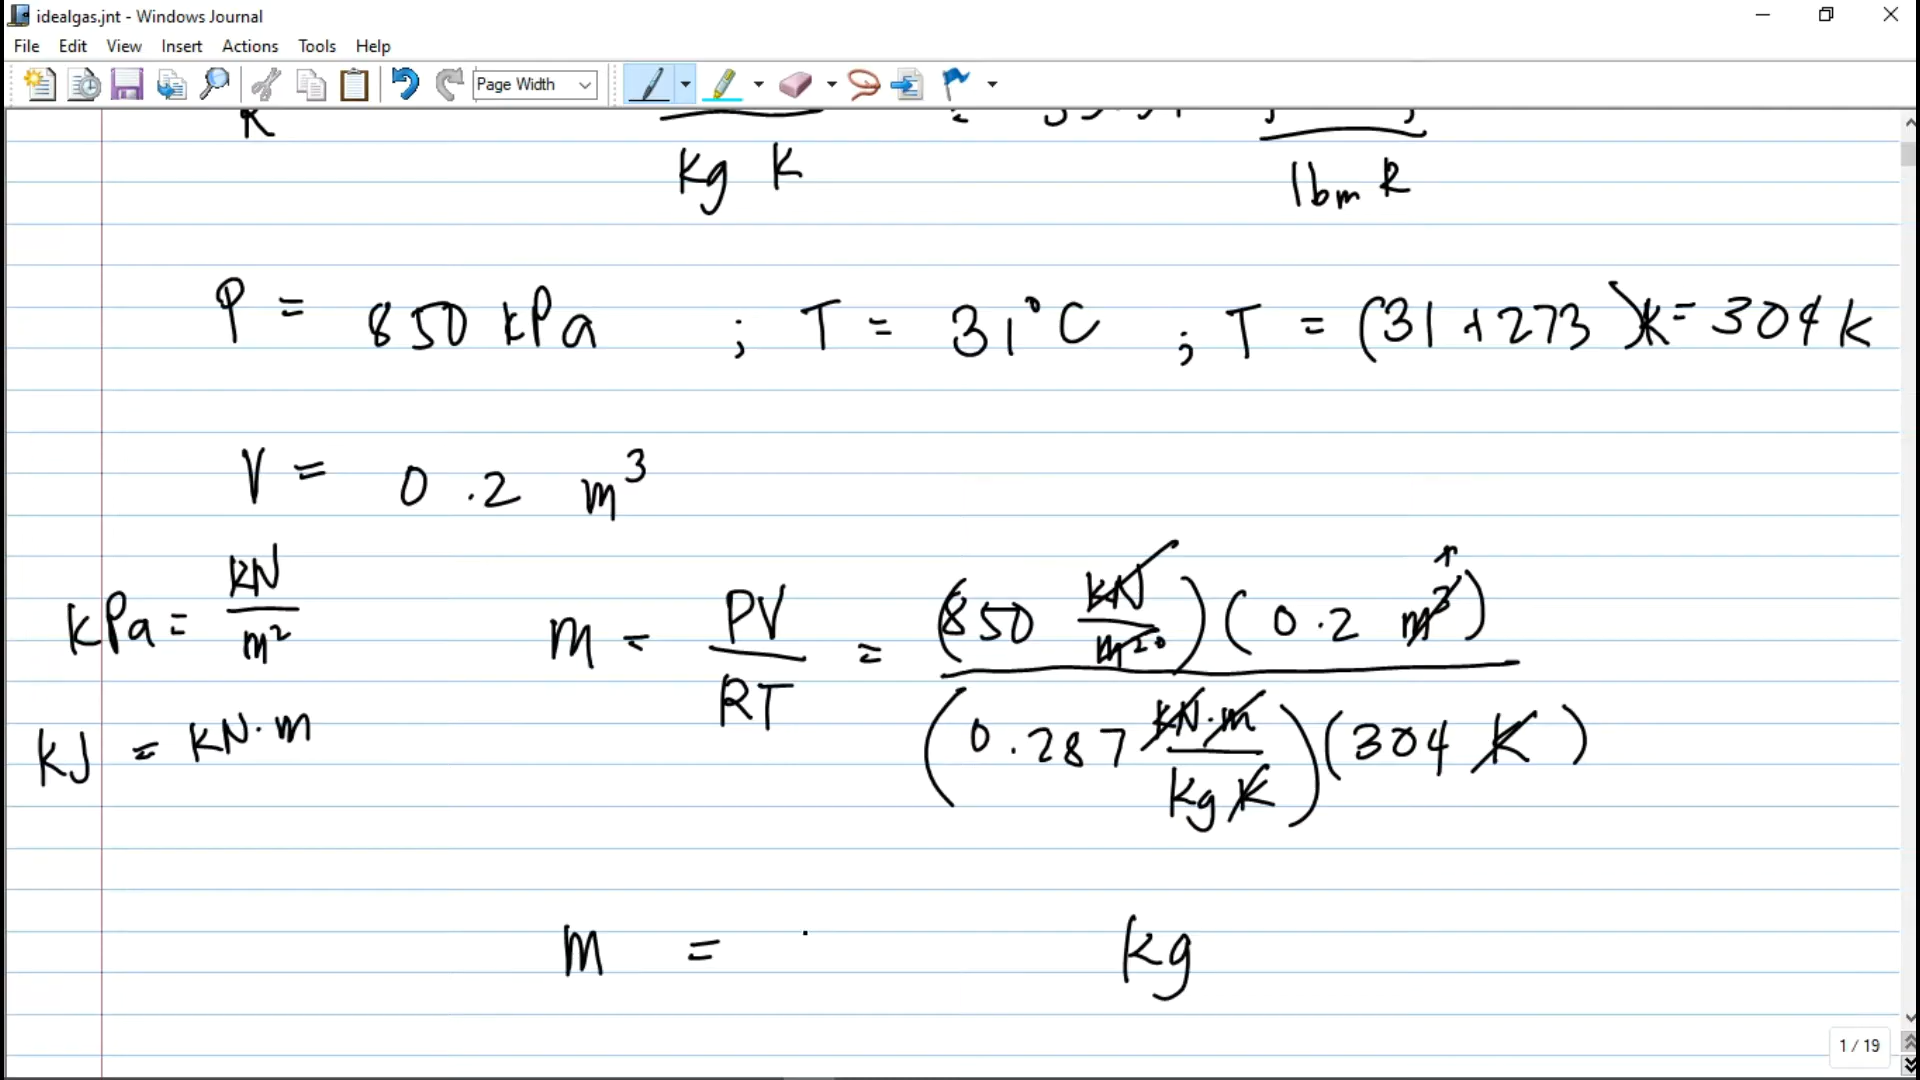 idealgas.jnt - Windows Journal
File Edit View Insert Actions Tools Help
Page Width
kg K
lbm R
P = 850 kPa ; T = 31°C ; T = (31 + 273)K = 304 K
V = 0.2 m³
kPa = kN/m²
m = PV/RT = (850 kN/m²⁰)(0.2 m³¹)/(0.287 kN·m/kg K)(304 K)
kJ = kN·m
m = kg
1 / 19